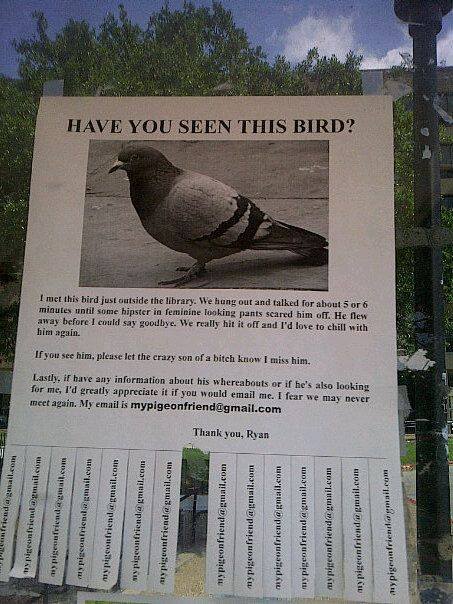 HAVE YOU SEEN THIS BIRD?
I met this bird just outside the library. We hung out and talked for about 5 or 6
minutes until some hipster in feminine looking pants scared him off. He flew
away before I could say goodbye. We really hit it off and I'd love to chill with
him again.
If you see him, please let the crazy son of a bitch know I miss him.
Lastly, if have any information about his whereabouts or if he's also looking
for me, I'd greatly appreciate it if you would email me. I fear we may never
meet again. My email is mypigeonfriend@gmail.com
Thank you, Ryan
mypigeonfriend@gmail.com
mypigeonfriend@gmail.com
mypigeonfriend@gmail.com
mypigeonfriend@gmail.com
mypigeonfriend@gmail.com
mypigeonfriend@gmail.com
mypigeonfriend@gmail.com
mypigeonfriend@gmail.com
mypigeonfriend@gmail.com
mypigeonfriend@gmail.com
mypigeonfriend@gmail.com
mypigeonfriend@gmail.com
mypigeonfriend@gmail.com
mypigeonfriend@gmail.com